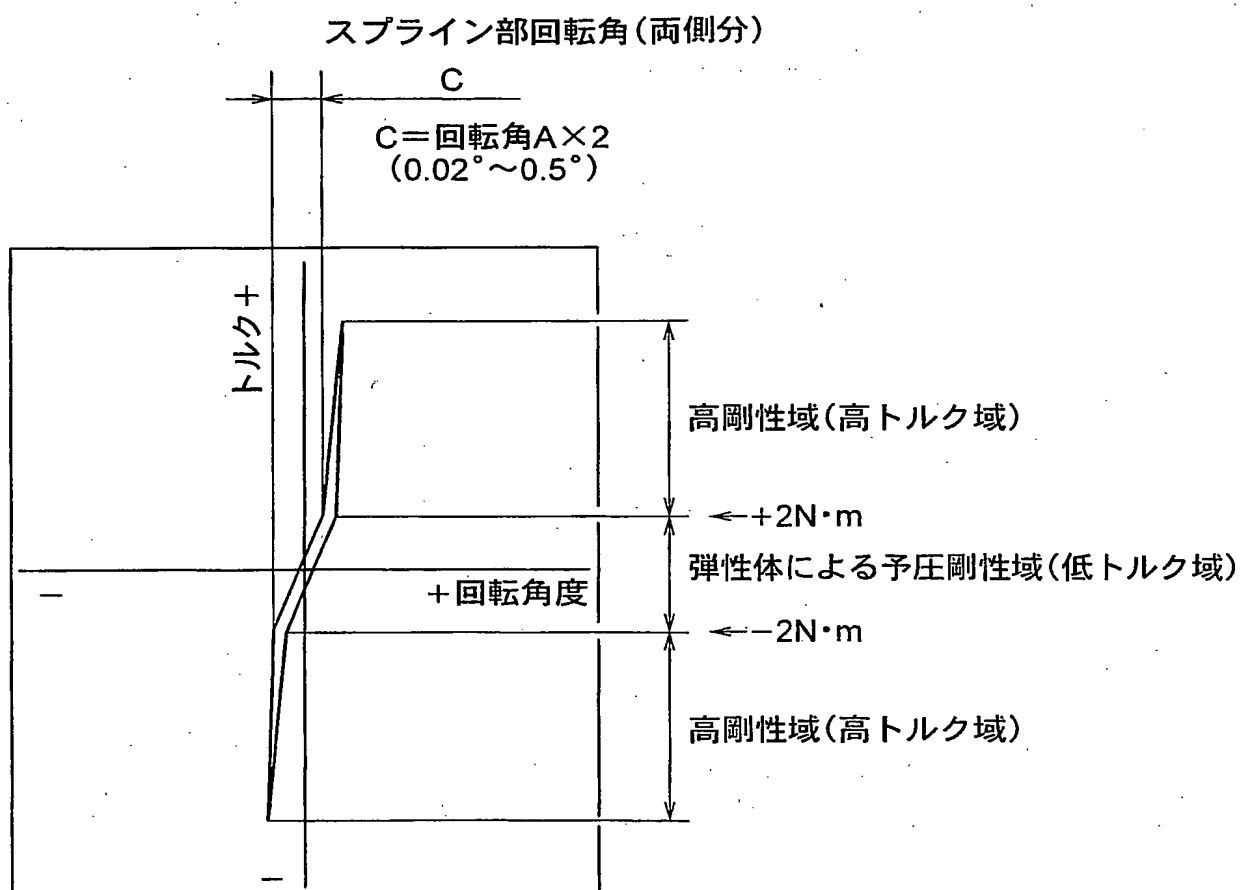 スプライン部回転角(両側分)
C
C=回転角A×2
(0.02°～0.5°)
トルク+
高剛性域(高トルク域)
←+2N・m
弾性体による予圧剛性域(低トルク域)
−
+回転角度
←−2N・m
高剛性域(高トルク域)
−